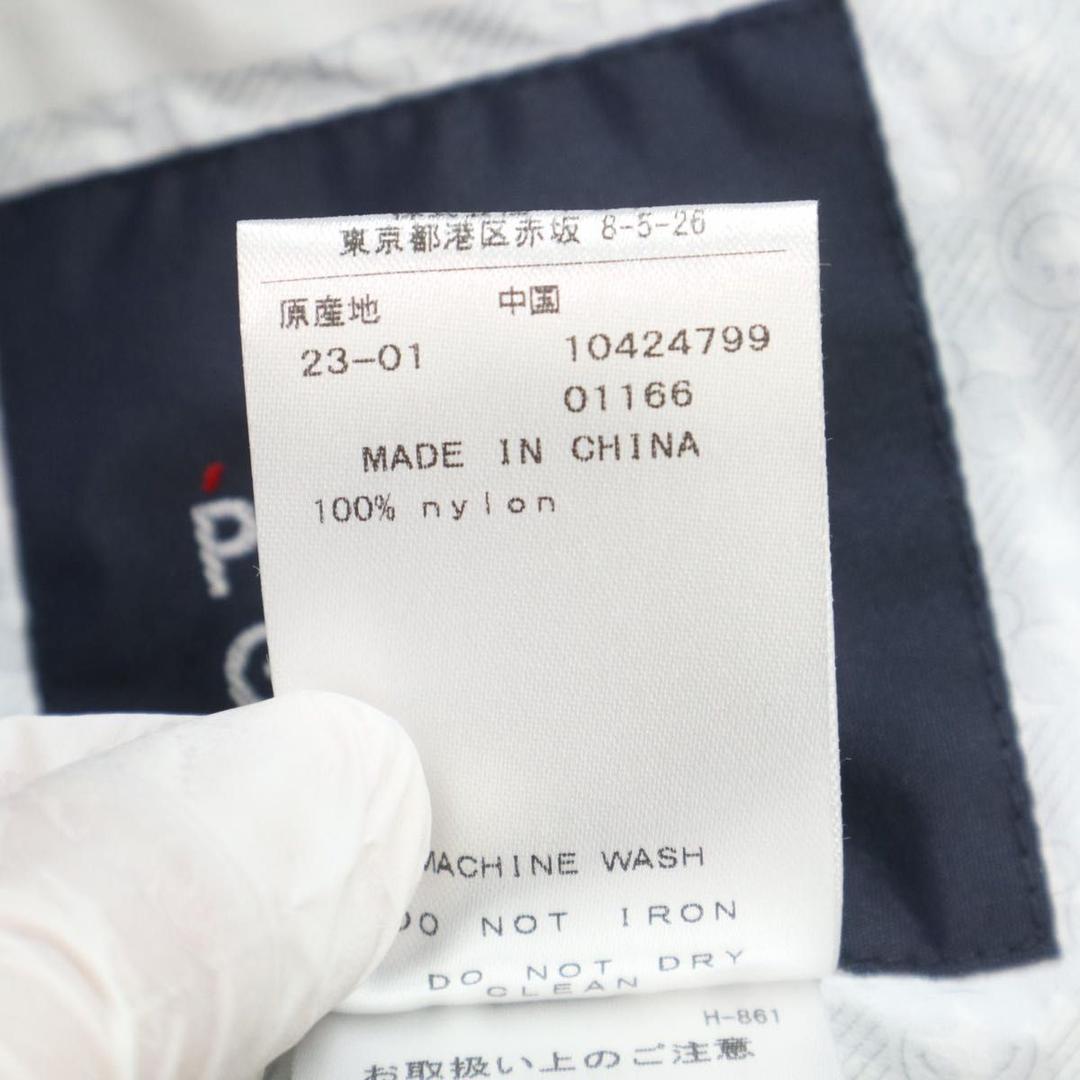 東京都港区赤坂 8-5-26
原産地 中国
23-01 10424799
01166
MADE IN CHINA
100% nylon
P
MACHINE WASH
DO NOT IRON
DO NOT DRY
CLEAN
H-861
お取扱い上のご注意